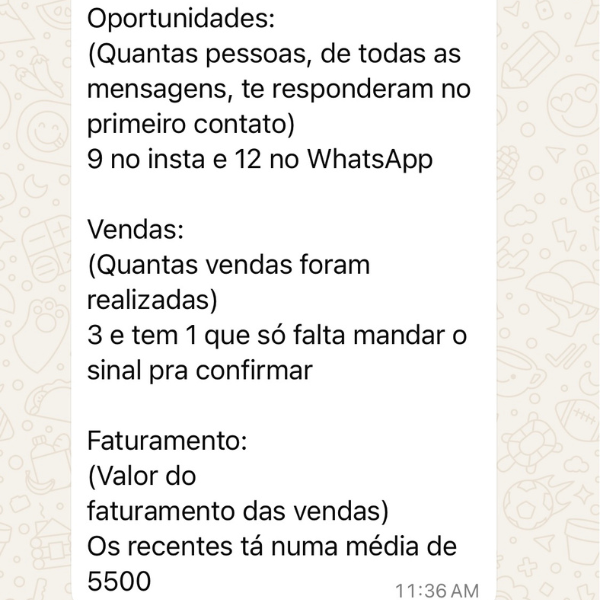 Oportunidades:
(Quantas pessoas, de todas as
mensagens, te responderam no
primeiro contato)
9 no insta e 12 no WhatsApp
Vendas:
(Quantas vendas foram
realizadas)
3 e tem 1 que só falta mandar o
sinal pra confirmar
Faturamento:
(Valor do
faturamento das vendas)
Os recentes tá numa média de
5500
11:36 AM